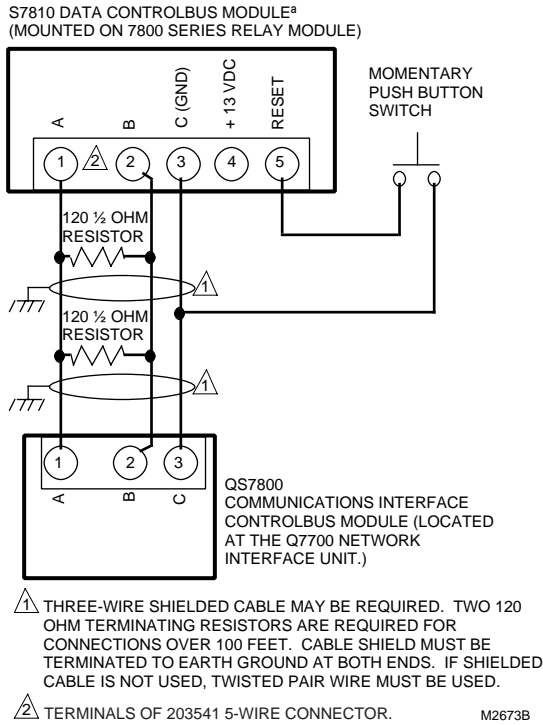 S7810 DATA CONTROLBUS MODULEª
(MOUNTED ON 7800 SERIES RELAY MODULE)
A
B
C (GND)
+ 13 VDC
RESET
MOMENTARY
PUSH BUTTON
SWITCH
1
2
2
3
4
5
120 ½ OHM
RESISTOR
1
120 ½ OHM
RESISTOR
1
1
2
3
A
B
C
QS7800
COMMUNICATIONS INTERFACE
CONTROLBUS MODULE (LOCATED
AT THE Q7700 NETWORK
INTERFACE UNIT.)
1 THREE-WIRE SHIELDED CABLE MAY BE REQUIRED. TWO 120
OHM TERMINATING RESISTORS ARE REQUIRED FOR
CONNECTIONS OVER 100 FEET. CABLE SHIELD MUST BE
TERMINATED TO EARTH GROUND AT BOTH ENDS. IF SHIELDED
CABLE IS NOT USED, TWISTED PAIR WIRE MUST BE USED.
2 TERMINALS OF 203541 5-WIRE CONNECTOR.
M2673B